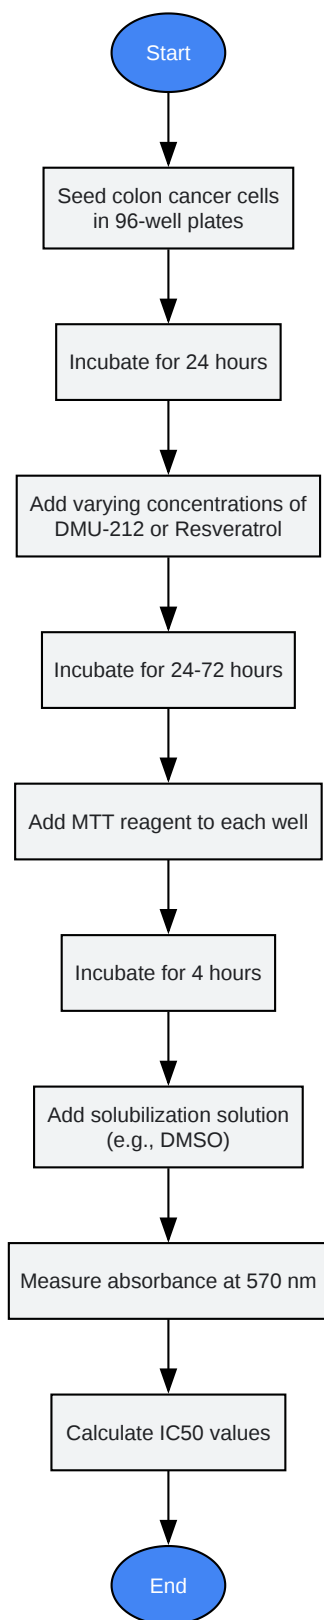 Start
Seed colon cancer cells
in 96-well plates
Incubate for 24 hours
Add varying concentrations of
DMU-212 or Resveratrol
Incubate for 24-72 hours
Add MTT reagent to each well
Incubate for 4 hours
Add solubilization solution
(e.g., DMSO)
Measure absorbance at 570 nm
Calculate IC50 values
End